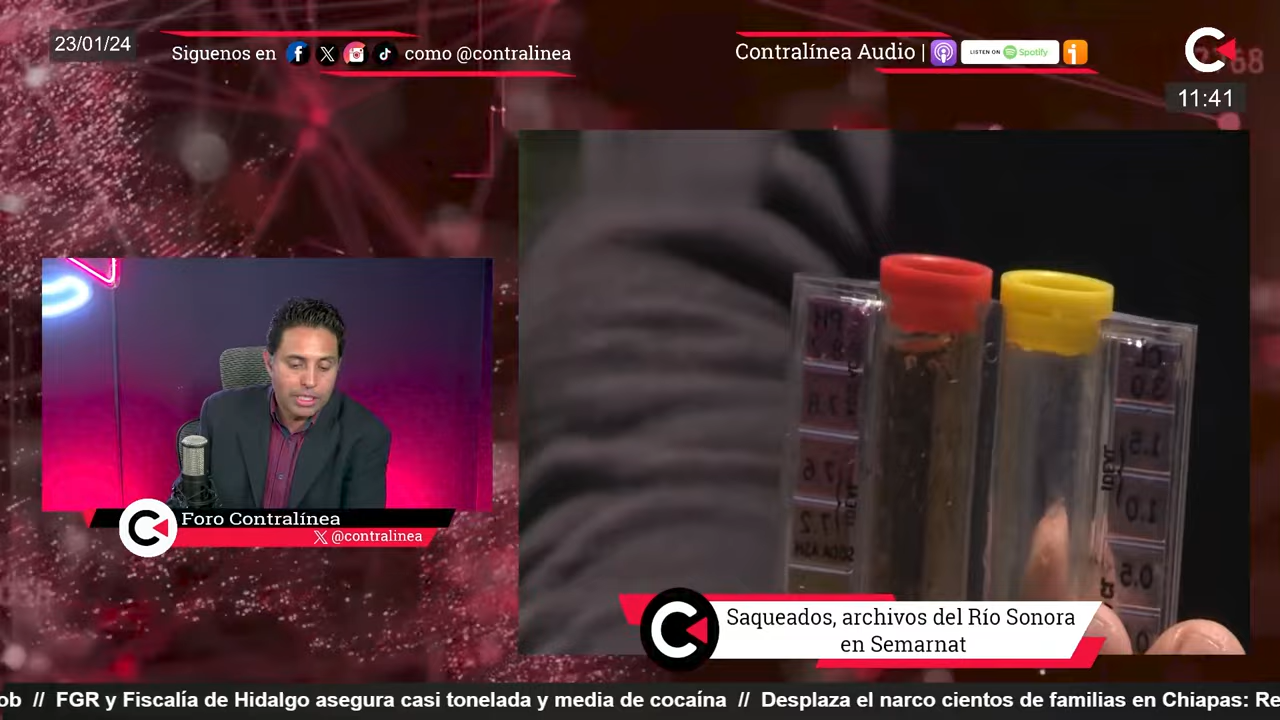 23/01/24
Siguenos en
como @contralinea
Contralínea Audio |
LISTEN ON Spotify
11:41
Foro Contralínea
@contralinea
Saqueados, archivos del Río Sonora
en Semarnat
ob // FGR y Fiscalía de Hidalgo asegura casi tonelada y media de cocaína // Desplaza el narco cientos de familias en Chiapas: Re